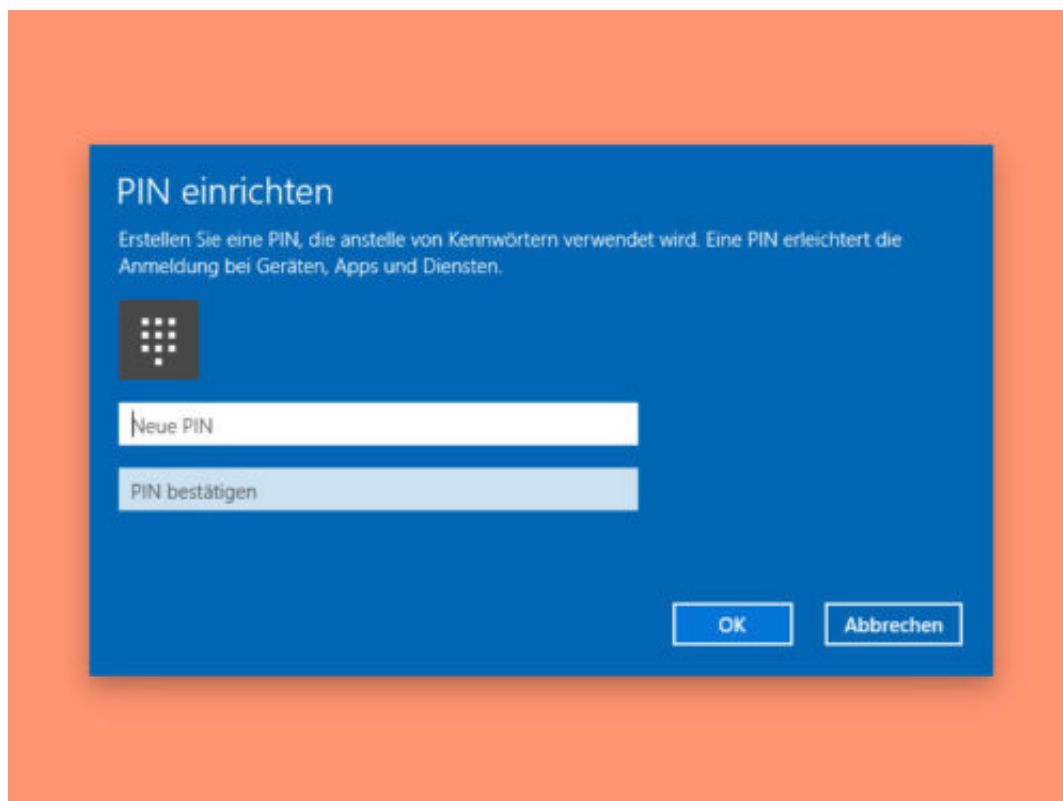 PIN einrichten
Erstellen Sie eine PIN, die anstelle von Kennwörtern verwendet wird. Eine PIN erleichtert die
Anmeldung bei Geräten, Apps und Diensten.
Neue PIN
PIN bestätigen
OK
Abbrechen